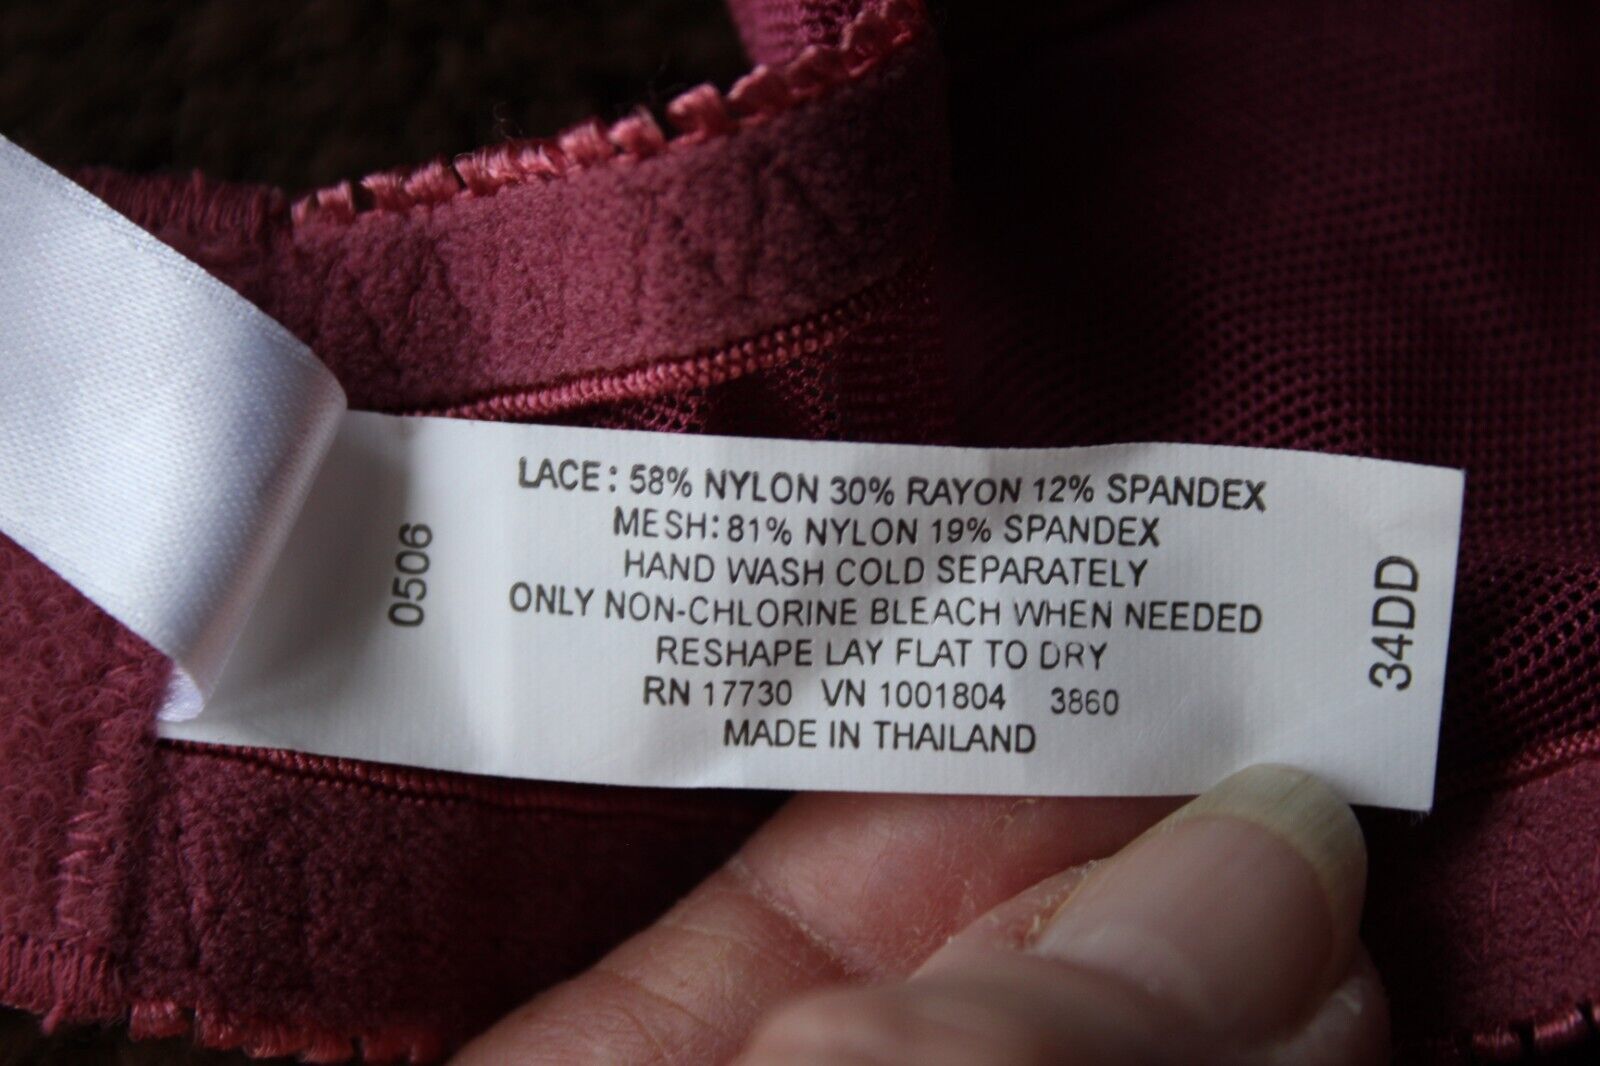 LACE: 58% NYLON 30% RAYON 12% SPANDEX
MESH: 81% NYLON 19% SPANDEX
HAND WASH COLD SEPARATELY
ONLY NON-CHLORINE BLEACH WHEN NEEDED
RESHAPE LAY FLAT TO DRY
RN 17730 VN 1001804 3860
MADE IN THAILAND
0506
34DD